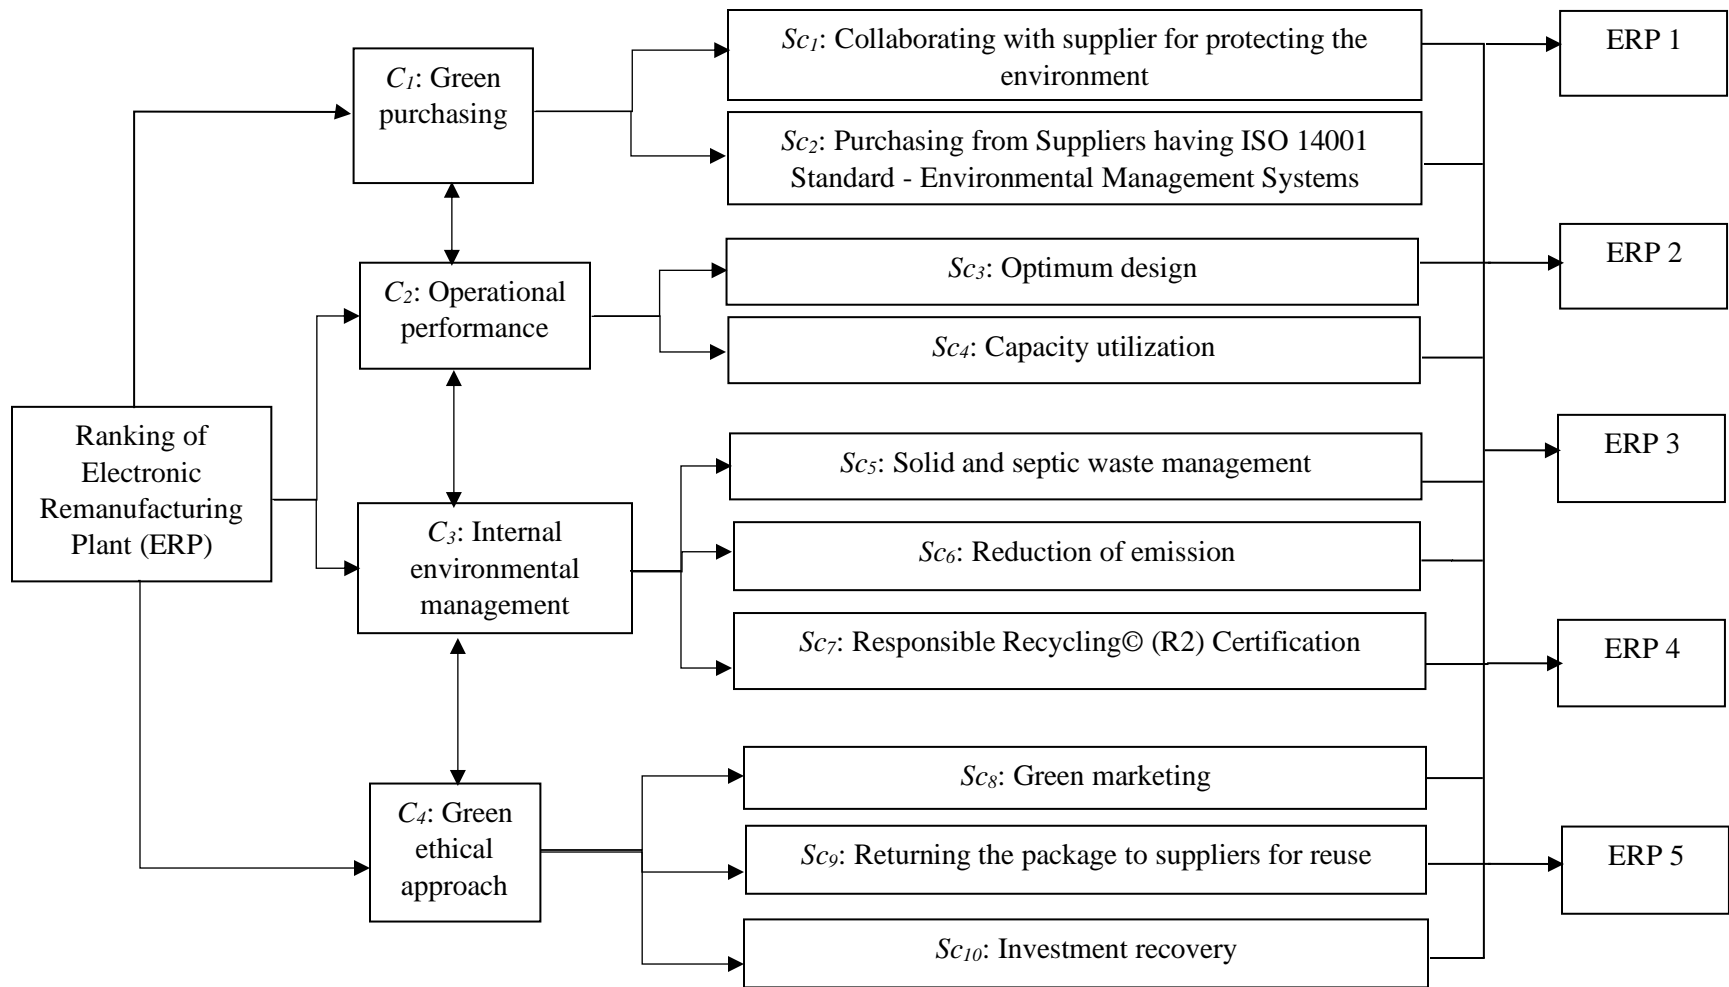 Ranking of
Electronic
Remanufacturing
Plant (ERP)
C1: Green
purchasing
C2: Operational
performance
C3: Internal
environmental
management
C4: Green
ethical
approach
Sc1: Collaborating with supplier for protecting the
environment
Sc2: Purchasing from Suppliers having ISO 14001
Standard - Environmental Management Systems
Sc3: Optimum design
Sc4: Capacity utilization
Sc5: Solid and septic waste management
Sc6: Reduction of emission
Sc7: Responsible Recycling© (R2) Certification
Sc8: Green marketing
Sc9: Returning the package to suppliers for reuse
Sc10: Investment recovery
ERP 1
ERP 2
ERP 3
ERP 4
ERP 5